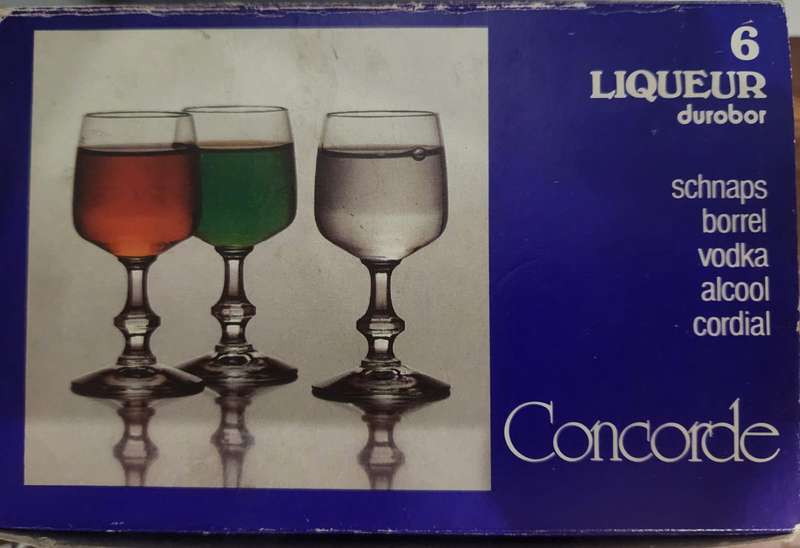 6
LIQUEUR
durobor
schnaps
borrel
vodka
alcool
cordial
Concorde